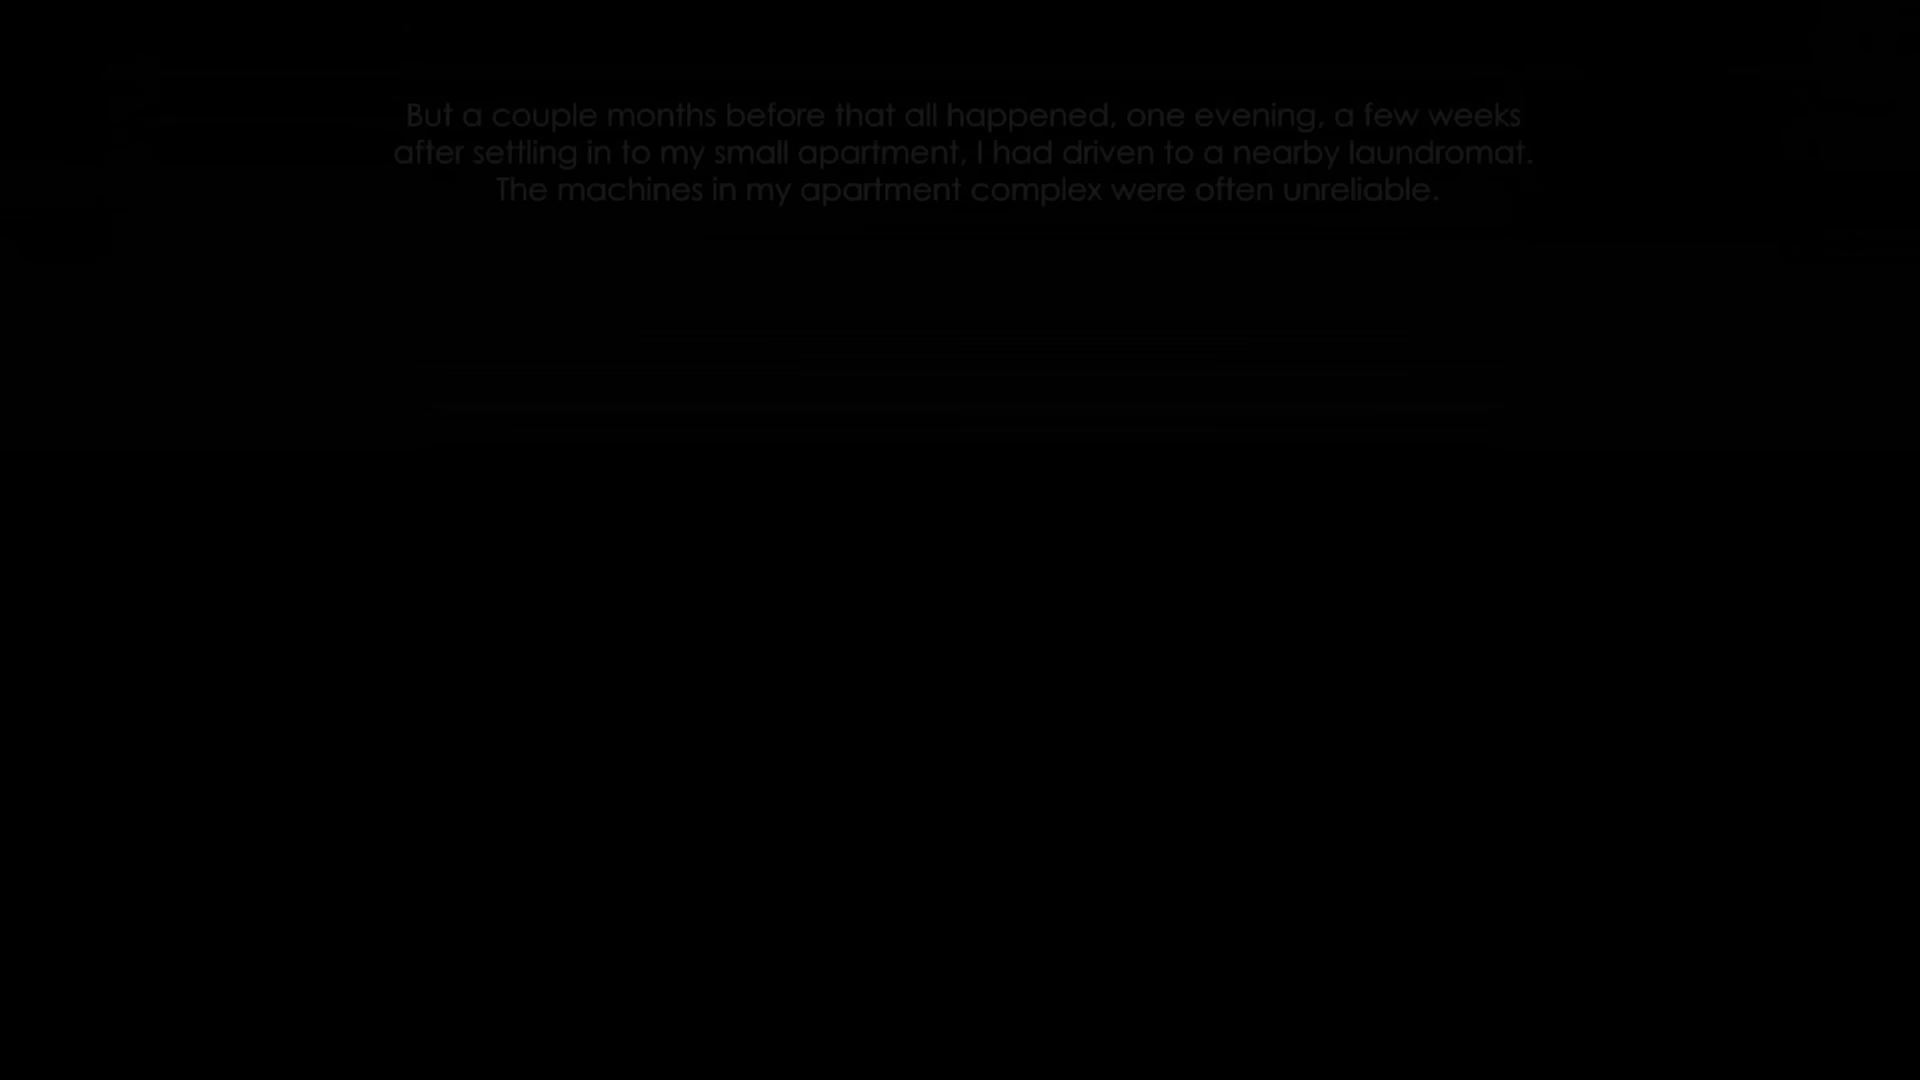 But a couple months before that all happened, one evening, a few weeks
after settling in to my small apartment, I had driven to a nearby laundromat.
The machines in my apartment complex were often unreliable.